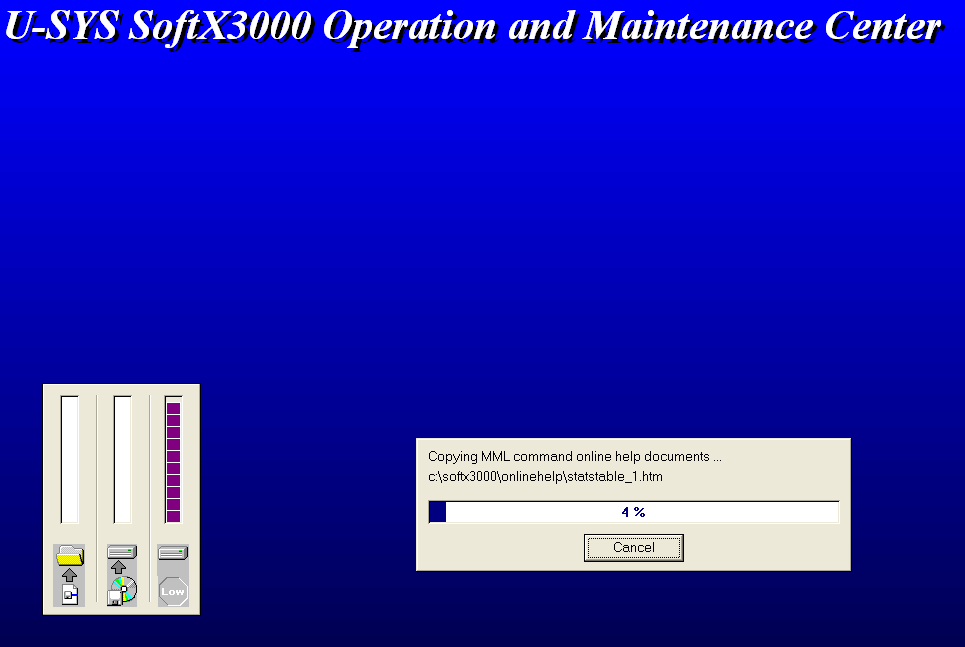 U-SYS SoftX3000 Operation and Maintenance Center
Copying MML command online help documents ...
c:\softx3000\onlinehelp\statstable_1.htm
4 %
Cancel
Low